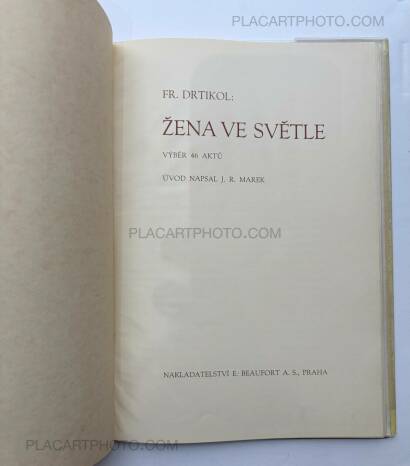 PLACARTPHOTO.COM
FR. DRTIKOL:
ŽENA VE SVĚTLE
VÝBĚR 46 AKTŮ
ÚVOD NAPSAL J. R. MAREK
PLACARTPHOTO.COM
NAKLADATELSTVÍ E. BEAUFORT A. S., PRAHA
PLACARTPHOTO.COM